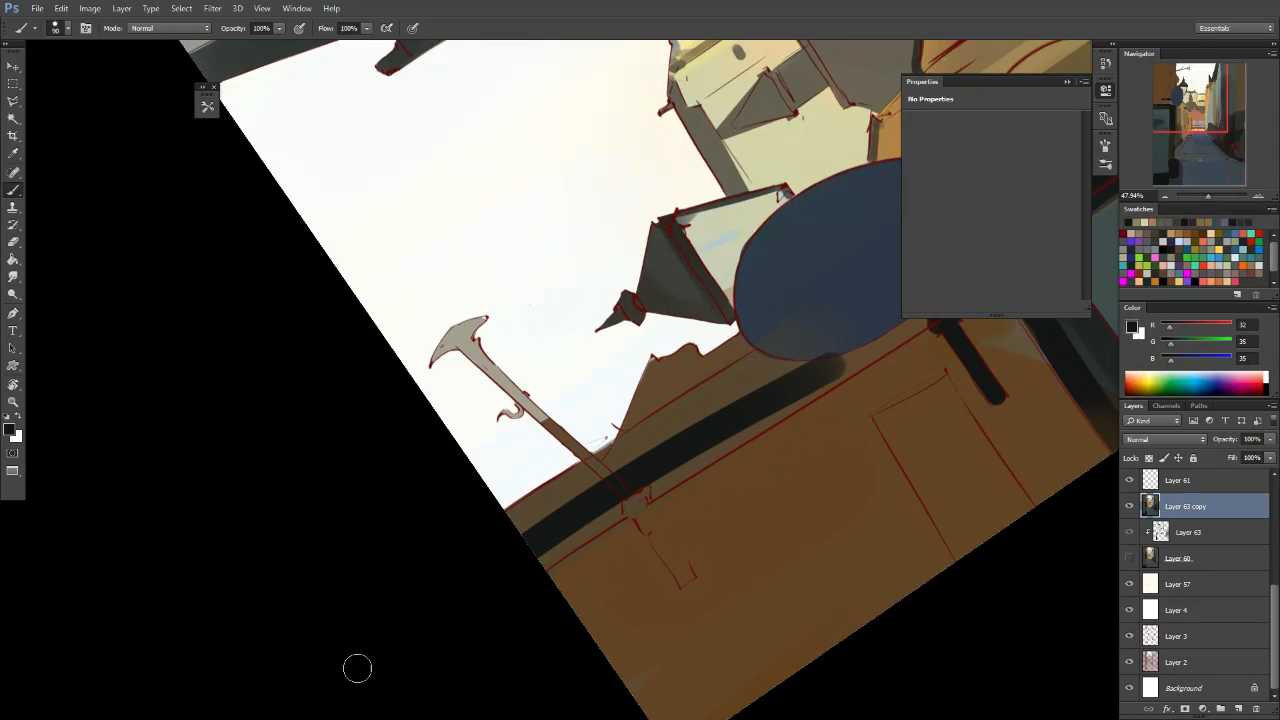 Ps File Edit Image Layer Type Select Filter 3D View Window Help
90 Mode: Normal Opacity: 100% Flow: 100% Essentials
Navigator
Properties
No Properties
47.94%
Swatches
Color
R 32
G 35
B 35
Layers Channels Paths
Kind
Normal Opacity: 100%
Locks: Fill: 100%
Layer 61
Layer 63 copy
Layer 63
Layer 60
Layer 57
Layer 4
Layer 3
Layer 2
Background
fx